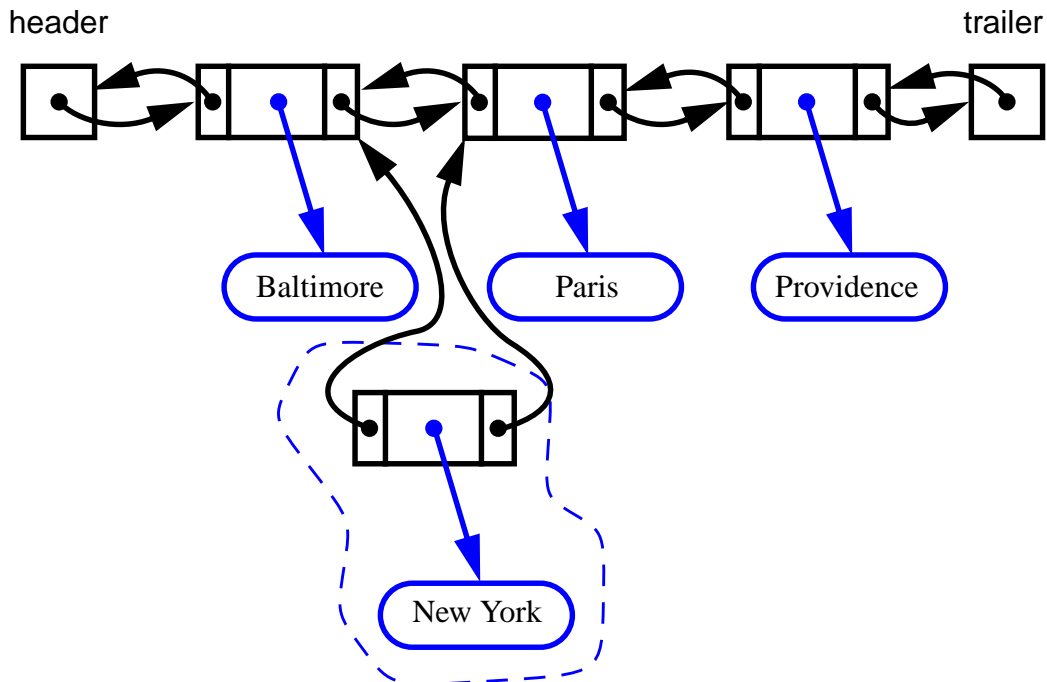 header
trailer
Baltimore
Paris
Providence
New York